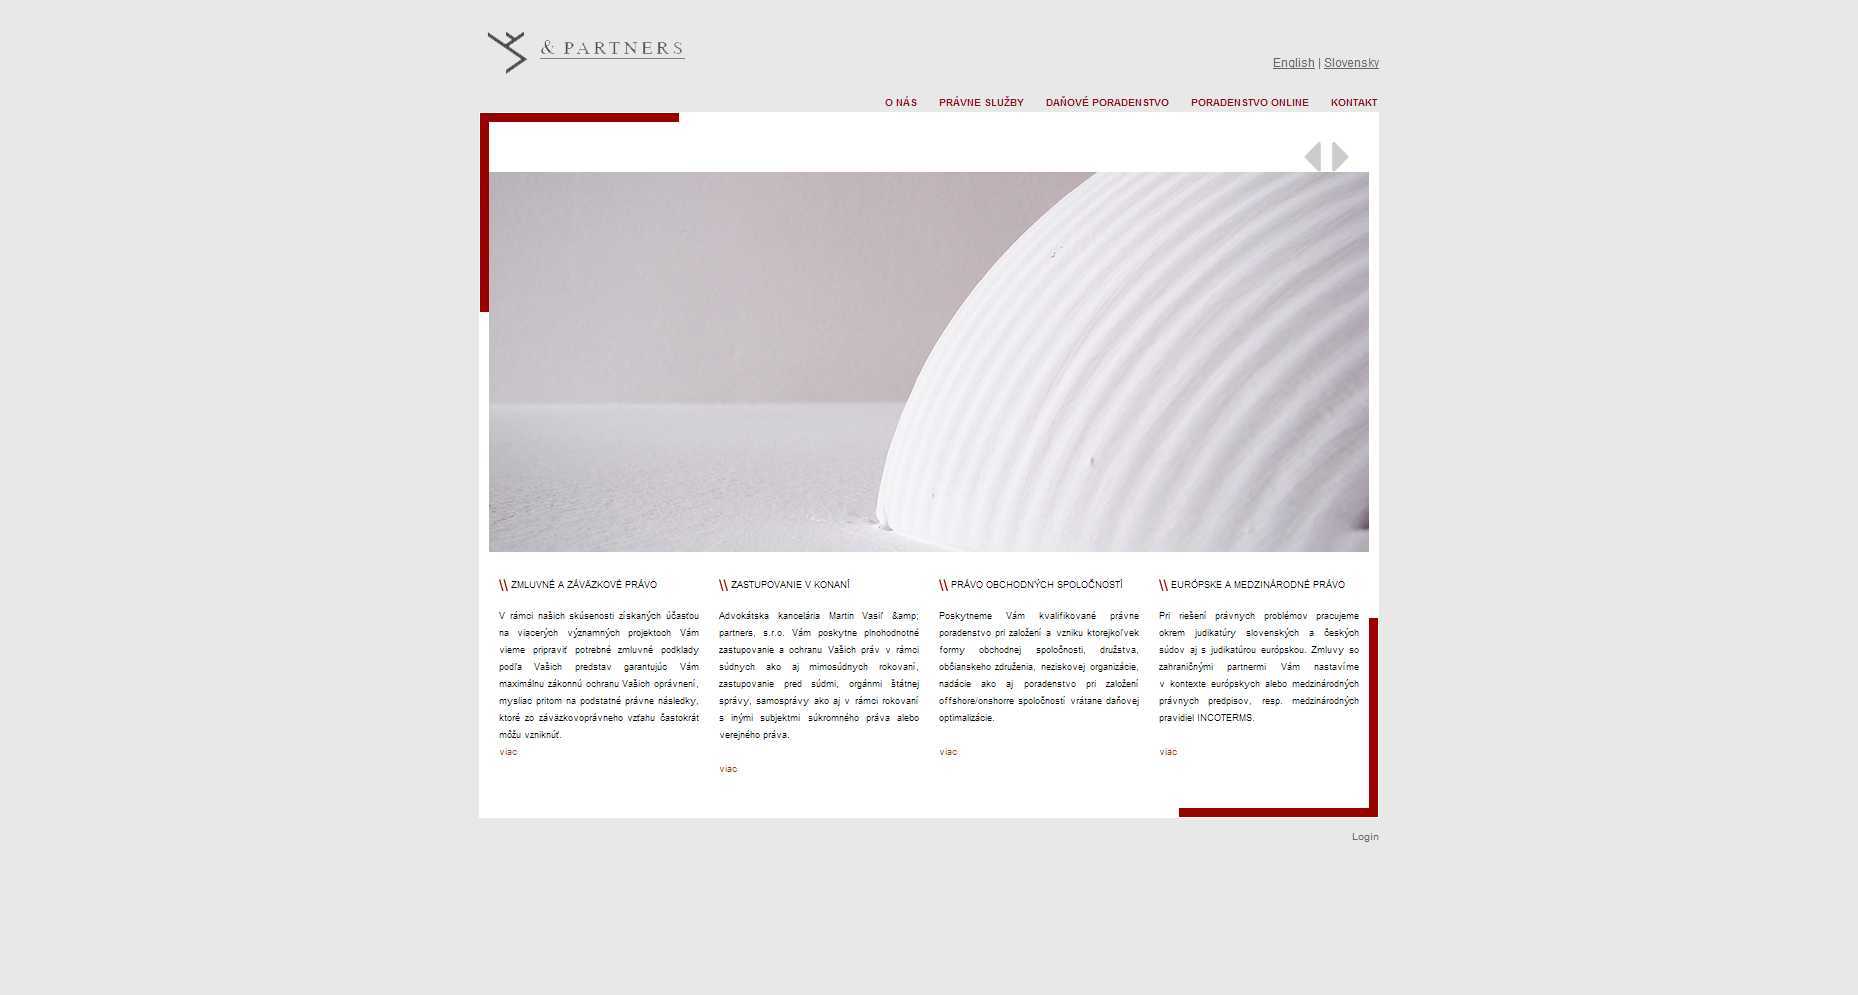 & PARTNERS
English | Slovensky
O NÁS PRÁVNE SLUŽBY DAŇOVÉ PORADENSTVO PORADENSTVO ONLINE KONTAKT
\\ ZMLUVNÉ A ZÁVÄZKOVÉ PRÁVO
V rámci našich skúsenosti získaných účasťou
na viacerých významných projektoch Vám
vieme pripraviť potrebné zmluvné podklady
podľa Vašich predstav garantujúc Vám
maximálnu zákonnú ochranu Vašich oprávnení,
mysliac pritom na podstatné právne následky,
ktoré zo záväzkovoprávneho vzťahu častokrát
môžu vzniknúť.
viac
\\ ZASTUPOVANIE V KONANÍ
Advokátska kancelária Martin Vasiľ &amp;
partners, s.r.o. Vám poskytne plnohodnotné
zastupovanie a ochranu Vašich práv v rámci
súdnych ako aj mimosúdnych rokovaní,
zastupovanie pred súdmi, orgánmi štátnej
správy, samosprávy ako aj v rámci rokovaní
s inými subjektmi súkromného práva alebo
verejného práva.
viac
\\ PRÁVO OBCHODNÝCH SPOLOČNOSTÍ
Poskytneme Vám kvalifikované právne
poradenstvo pri založení a vzniku ktorejkoľvek
formy obchodnej spoločnosti, družstva,
občianskeho združenia, neziskovej organizácie,
nadácie ako aj poradenstvo pri založení
offshore/onshorre spoločností vrátane daňovej
optimalizácie.
viac
\\ EURÓPSKE A MEDZINÁRODNÉ PRÁVO
Pri riešení právnych problémov pracujeme
okrem judikatúry slovenských a českých
súdov aj s judikatúrou európskou. Zmluvy so
zahraničnými partnermi Vám nastavíme
v kontexte európskych alebo medzinárodných
právnych predpisov, resp. medzinárodných
pravidiel INCOTERMS.
viac
Login